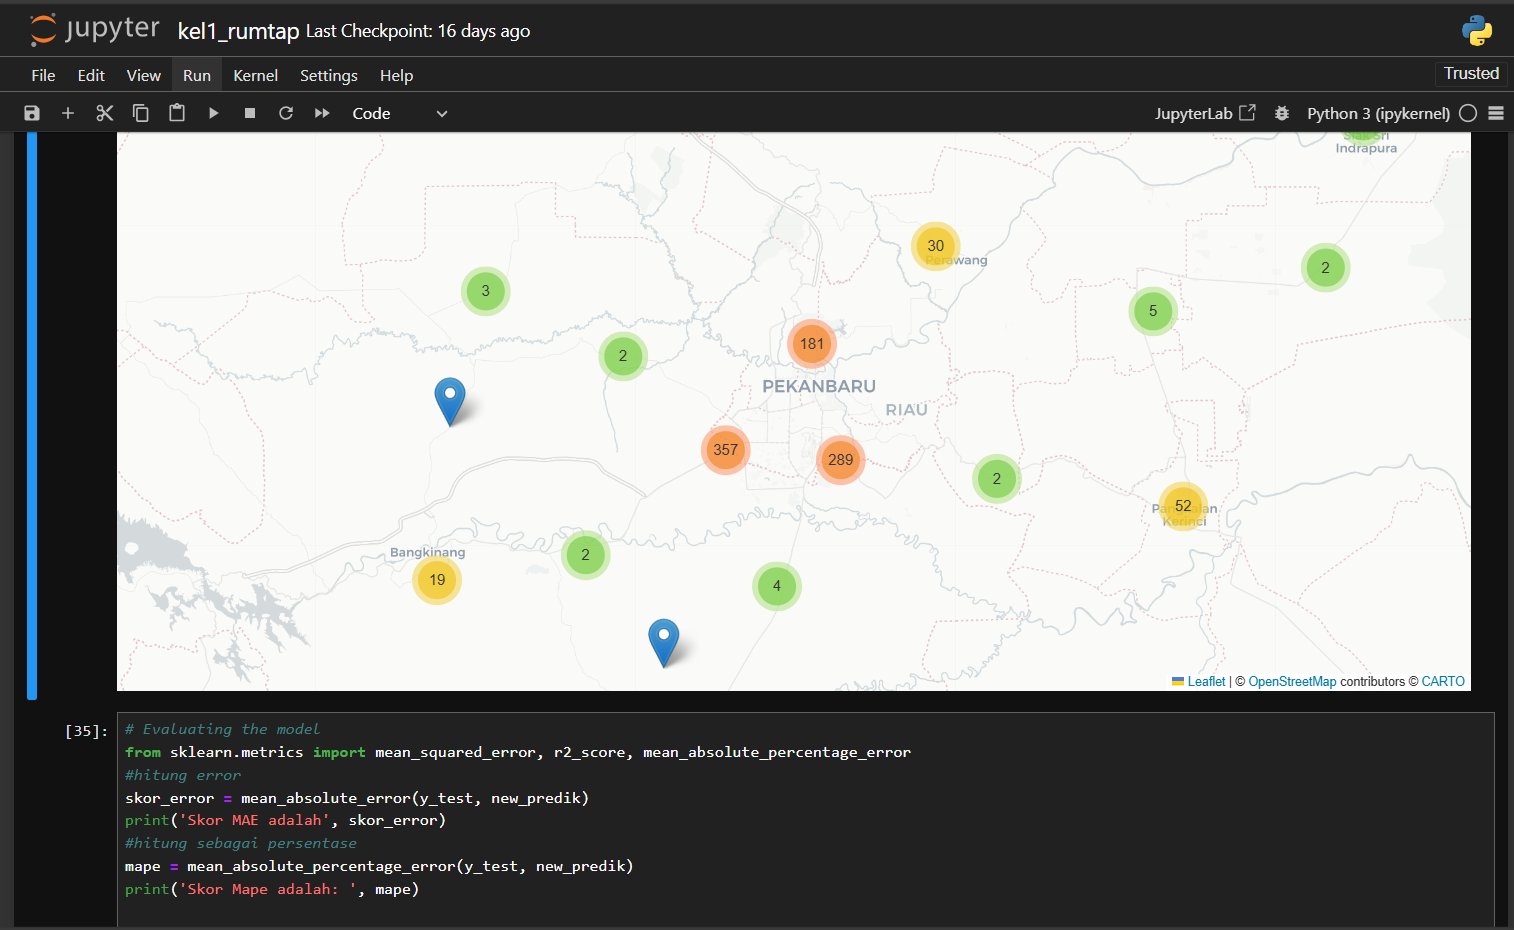 jupyter kel1_rumtap Last Checkpoint: 16 days ago
File Edit View Run Kernel Settings Help Trusted
Code JupyterLab Python 3 (ipykernel)
Indrapura
30
Perawang
2
3
5
181
2
PEKANBARU
RIAU
357
289
2
52
Kerinci
Bangkinang
2
19
4
Leaflet | © OpenStreetMap contributors © CARTO
[35]:
# Evaluating the model
from sklearn.metrics import mean_squared_error, r2_score, mean_absolute_percentage_error
#hitung error
skor_error = mean_absolute_error(y_test, new_predik)
print('Skor MAE adalah', skor_error)
#hitung sebagai persentase
mape = mean_absolute_percentage_error(y_test, new_predik)
print('Skor Mape adalah: ', mape)